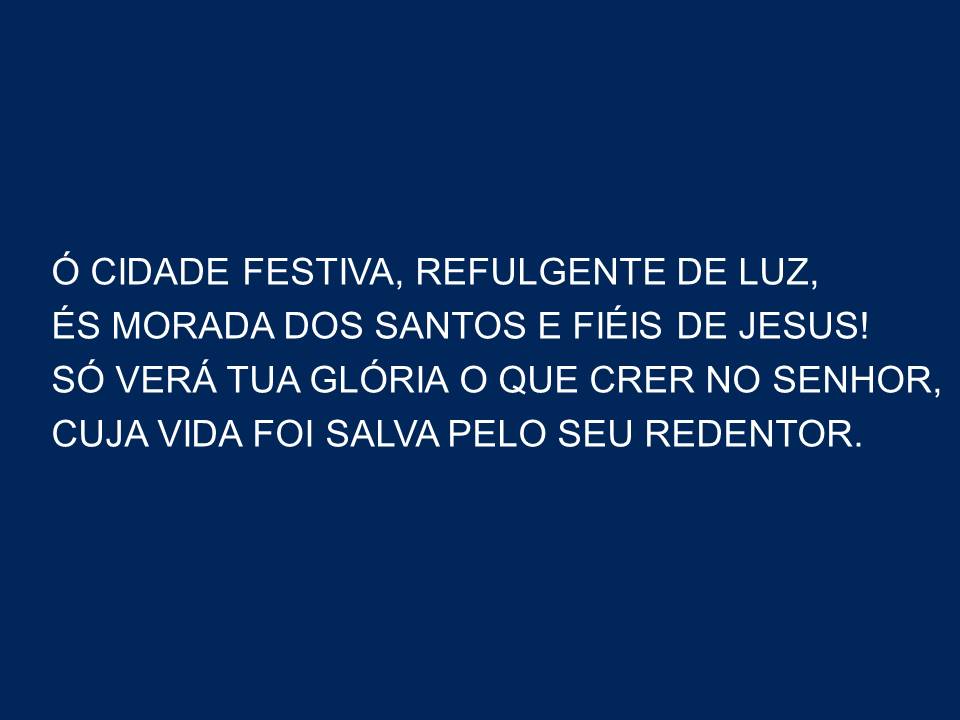 Ó CIDADE FESTIVA, REFULGENTE DE LUZ,
ÉS MORADA DOS SANTOS E FIÉIS DE JESUS!
SÓ VERÁ TUA GLÓRIA O QUE CRER NO SENHOR,
CUJA VIDA FOI SALVA PELO SEU REDENTOR.